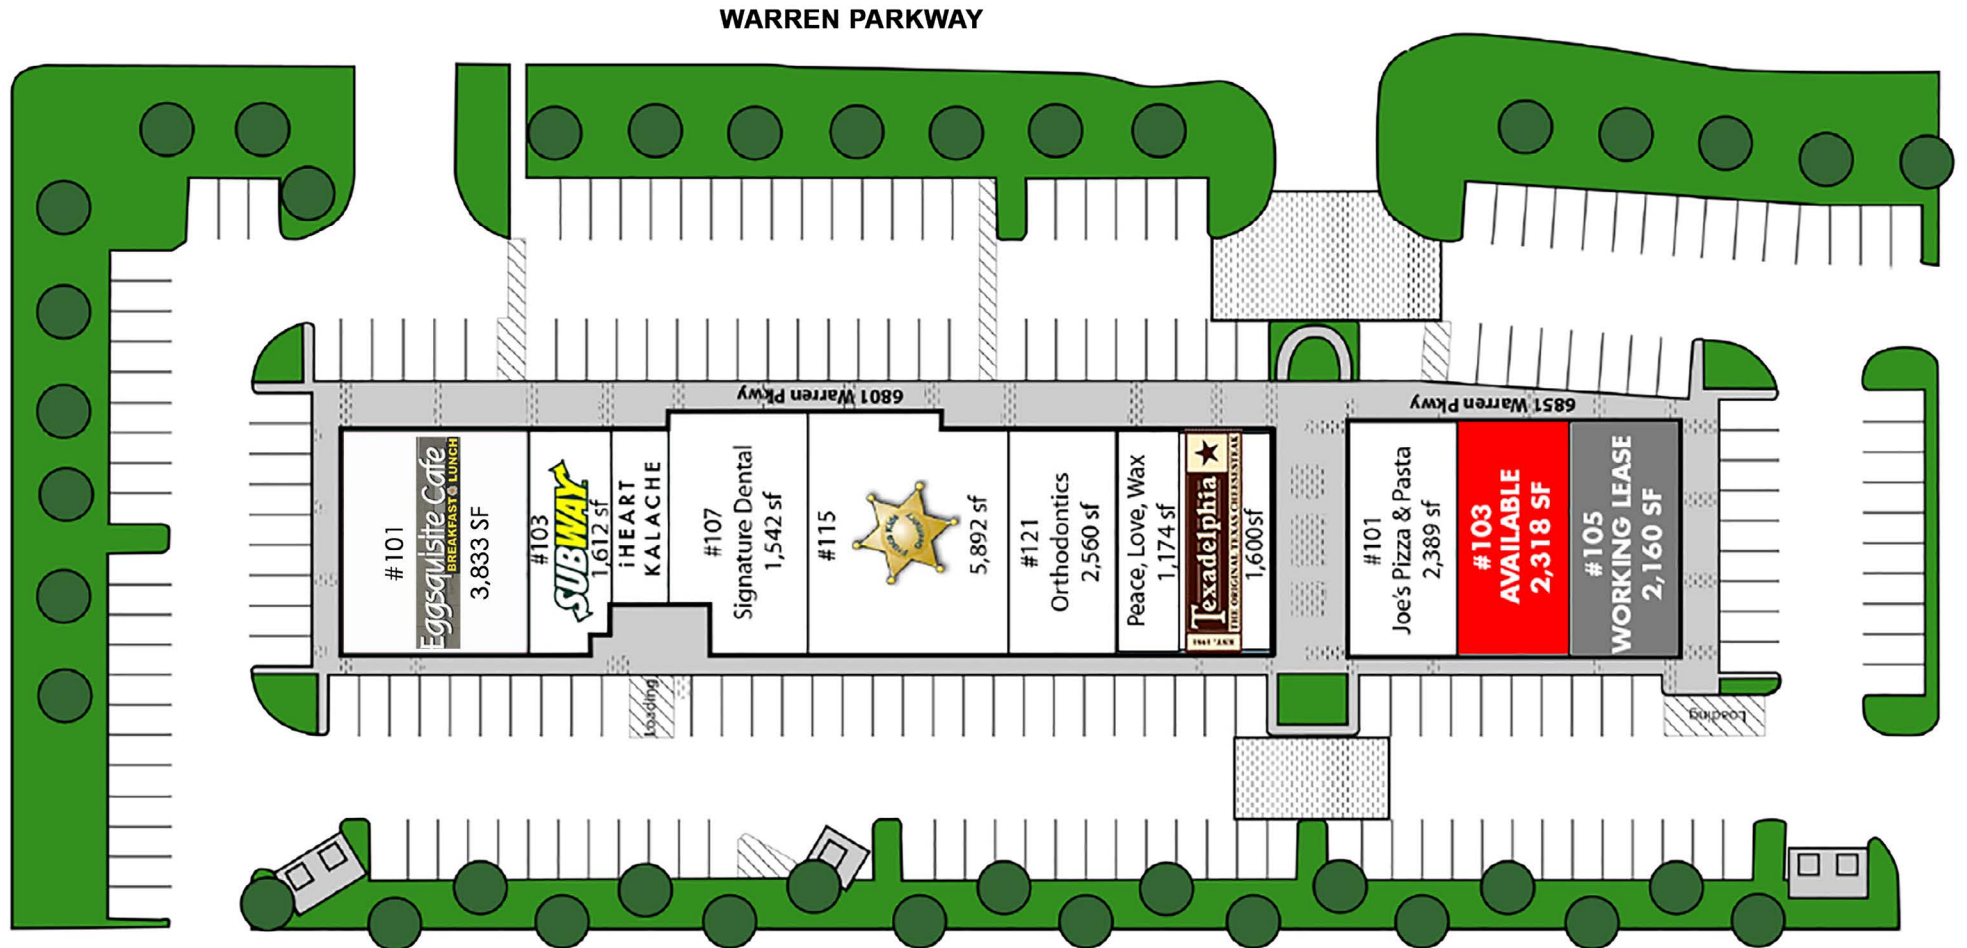 WARREN PARKWAY
6801 Warren Pkwy
6851 Warren Pkwy
#101
Eggsquisite Cafe
BREAKFAST LUNCH
3,833 SF
#103
SUBWAY
1,612 sf
iHEART
KALACHE
#107
Signature Dental
1,542 sf
#115
5,892 sf
#121
Orthodontics
2,560 sf
Peace, Love, Wax
1,174 sf
EST. 1981
Texadelphia
THE ORIGINAL TEXAS CHEESESTEAK
1,600sf
#101
Joe's Pizza & Pasta
2,389 sf
#103
AVAILABLE
2,318 SF
#105
WORKING LEASE
2,160 SF
Loading
Loading